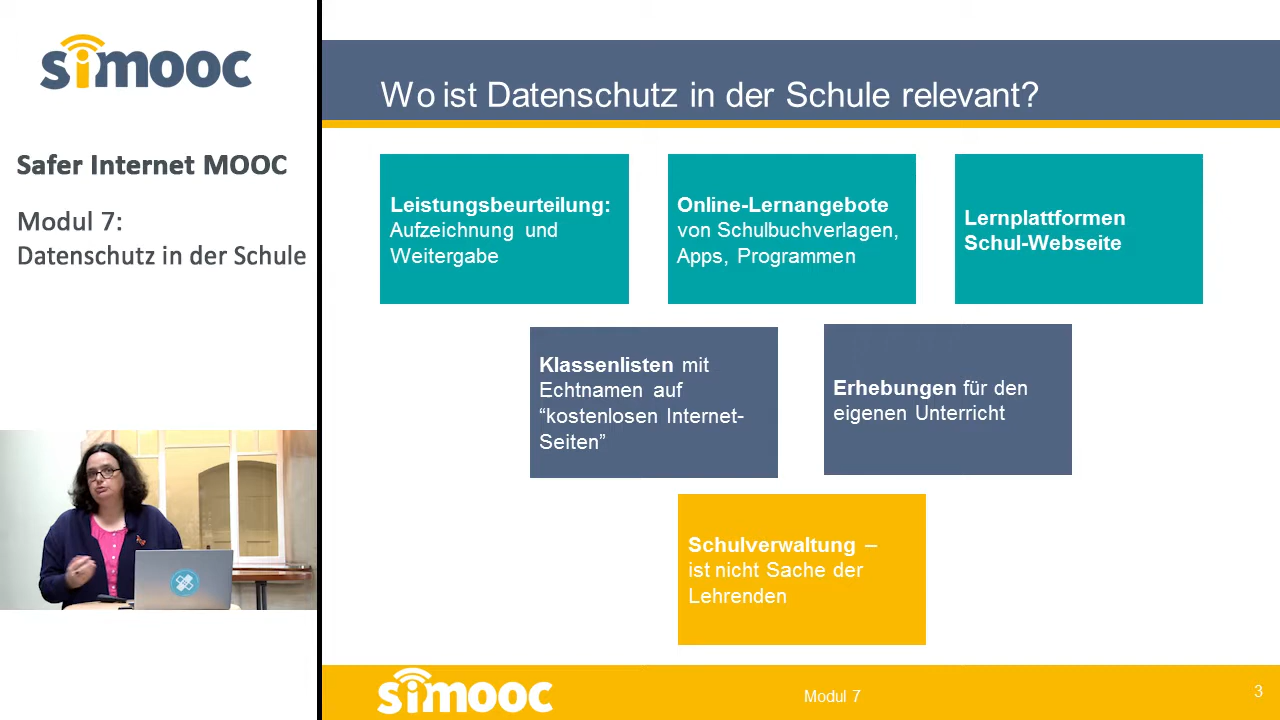 simooc
Safer Internet MOOC
Modul 7:
Datenschutz in der Schule
Wo ist Datenschutz in der Schule relevant?
Leistungsbeurteilung:
Aufzeichnung und
Weitergabe
Online-Lernangebote
von Schulbuchverlagen,
Apps, Programmen
Lernplattformen
Schul-Webseite
Klassenlisten mit
Echtnamen auf
“kostenlosen Internet-
Seiten”
Erhebungen für den
eigenen Unterricht
Schulverwaltung –
ist nicht Sache der
Lehrenden
simooc
Modul 7
3